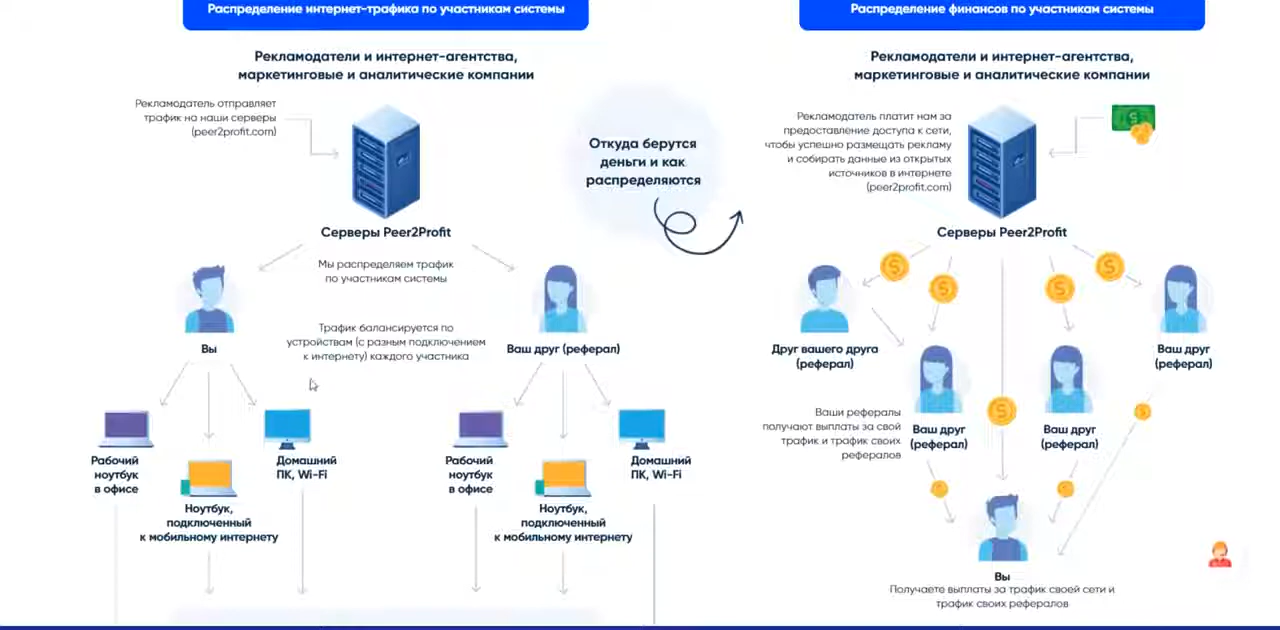 Распределение интернет-трафика по участникам системы
Рекламодатели и интернет-агентства,
маркетинговые и аналитические компании
Рекламодатель отправляет
трафик на наши серверы
(peer2profit.com)
Серверы Peer2Profit
Мы распределяем трафик
по участникам системы
Вы
Трафик балансируется по
устройствам (с разным подключением
к интернету) каждого участника
Ваш друг (реферал)
Рабочий
ноутбук
в офисе
Ноутбук,
подключенный
к мобильному интернету
Домашний
ПК, Wi-Fi
Рабочий
ноутбук
в офисе
Ноутбук,
подключенный
к мобильному интернету
Домашний
ПК, Wi-Fi
Откуда берутся
деньги и как
распределяются
Распределение финансов по участникам системы
Рекламодатели и интернет-агентства,
маркетинговые и аналитические компании
Рекламодатель платит нам за
предоставление доступа к сети,
чтобы успешно размещать рекламу
и собирать данные из открытых
источников в интернете
(peer2profit.com)
Серверы Peer2Profit
Друг вашего друга
(реферал)
Ваш друг
(реферал)
Ваш друг
(реферал)
Ваш друг
(реферал)
Ваши рефералы
получают выплаты за свой
трафик и трафик своих
рефералов
Вы
Получаете выплаты за трафик своей сети и
трафик своих рефералов